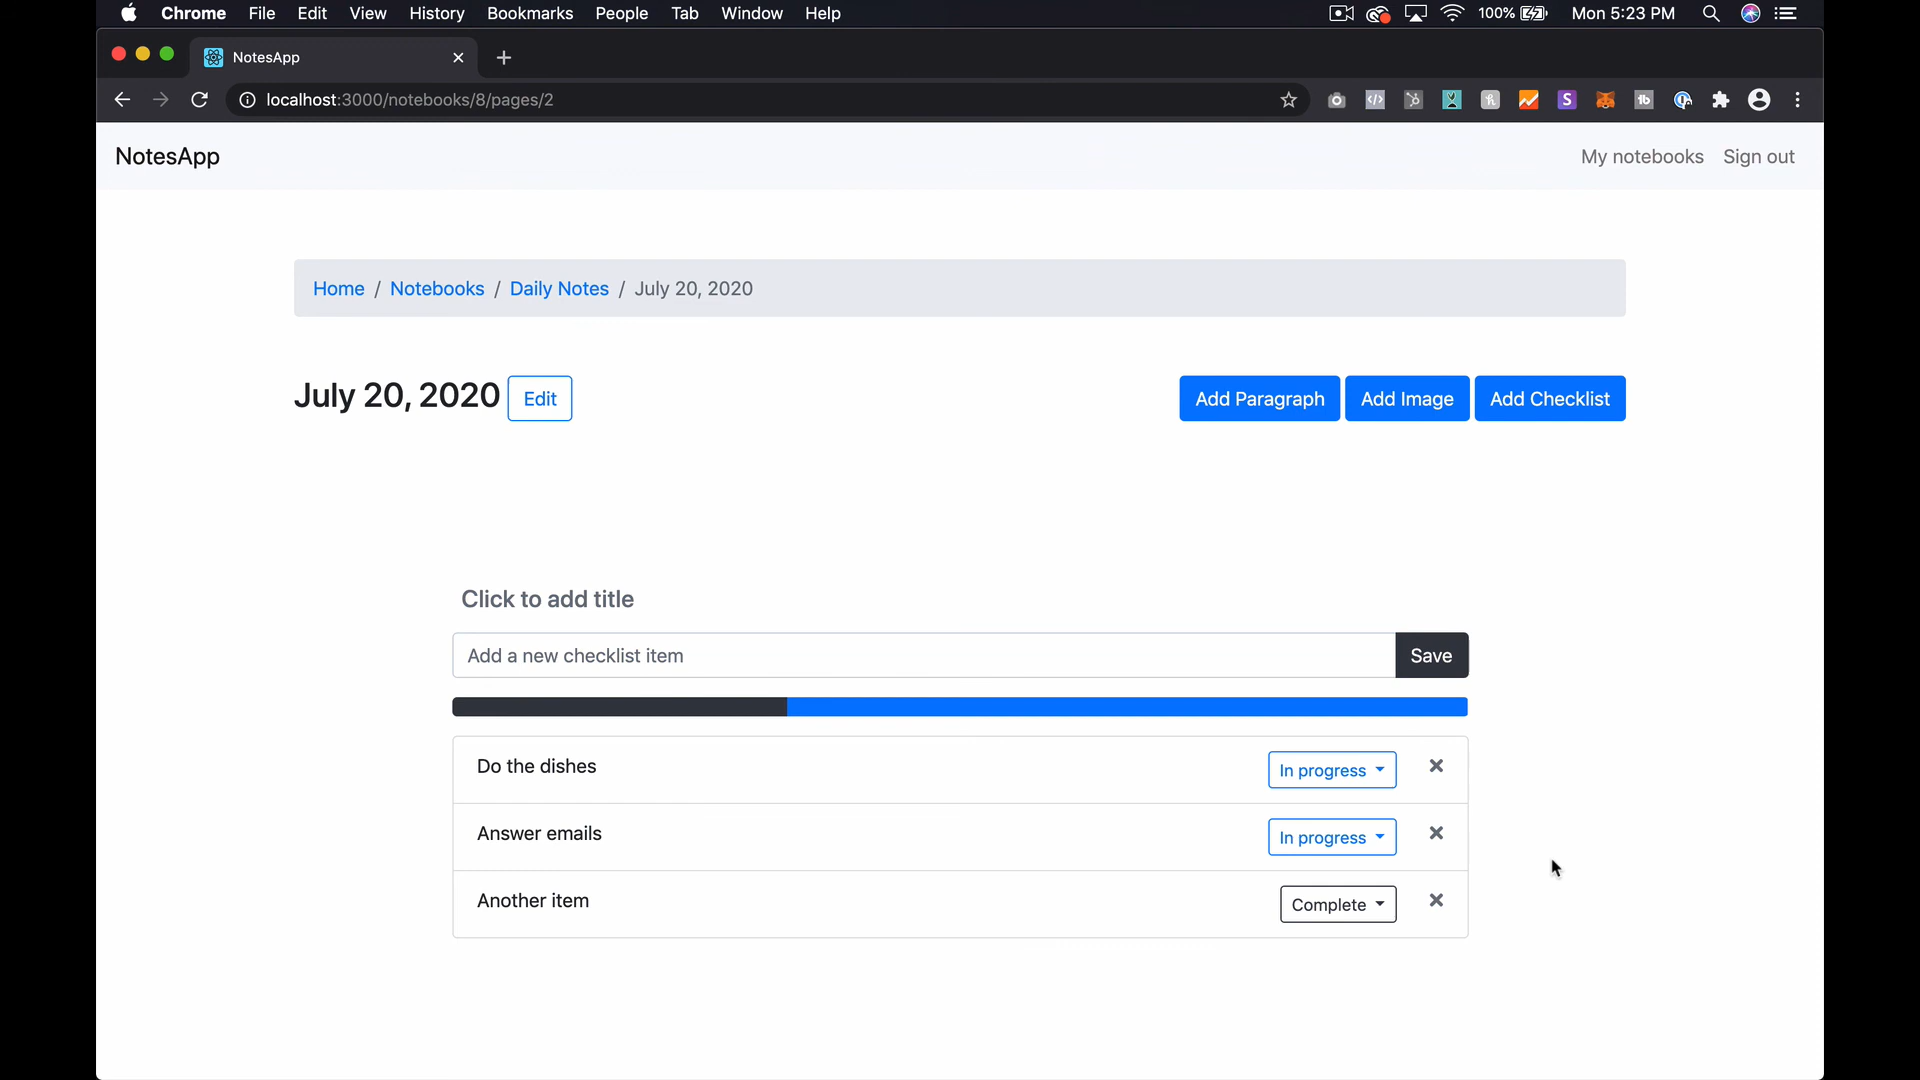 Chrome File Edit View History Bookmarks People Tab Window Help 100% Mon 5:23 PM
NotesApp
localhost:3000/notebooks/8/pages/2
NotesApp My notebooks Sign out
Home / Notebooks / Daily Notes / July 20, 2020
July 20, 2020 Edit Add Paragraph Add Image Add Checklist
Click to add title
Add a new checklist item Save
Do the dishes In progress
Answer emails In progress
Another item Complete